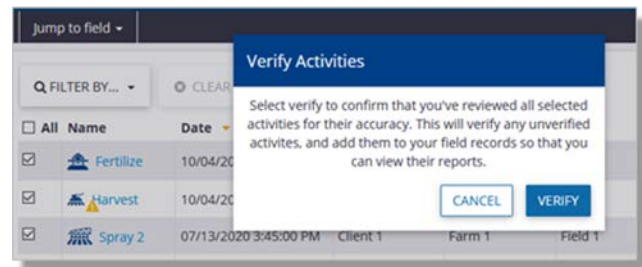 Jump to field
Verify Activities
FILTER BY...
CLEAR
Select verify to confirm that you've reviewed all selected
activities for their accuracy. This will verify any unverified
activites, and add them to your field records so that you
can view their reports.
All Name Date
Fertilize 10/04/20
Harvest 10/04/20
CANCEL VERIFY
Spray 2 07/13/2020 3:45:00 PM Client 1 Farm 1 Field 1